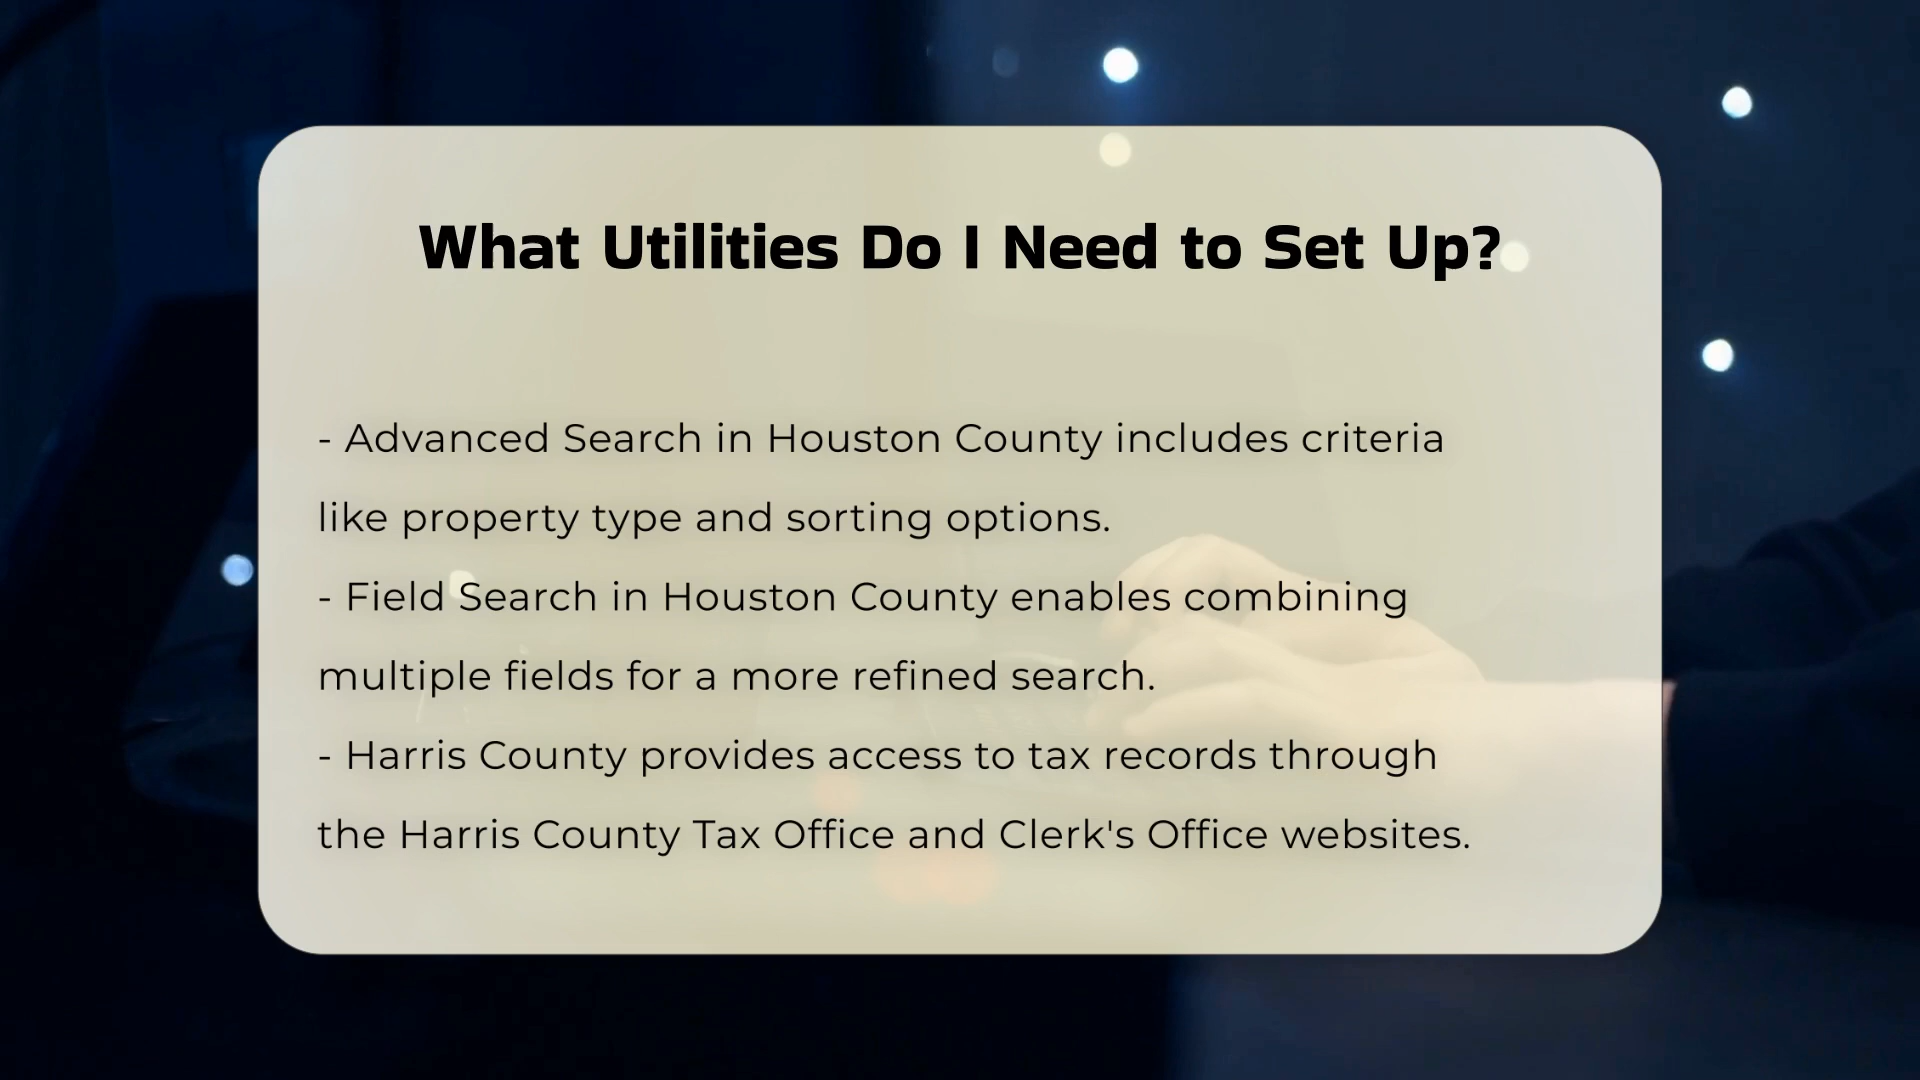 What Utilities Do I Need to Set Up?
- Advanced Search in Houston County includes criteria
like property type and sorting options.
- Field Search in Houston County enables combining
multiple fields for a more refined search.
- Harris County provides access to tax records through
the Harris County Tax Office and Clerk's Office websites.